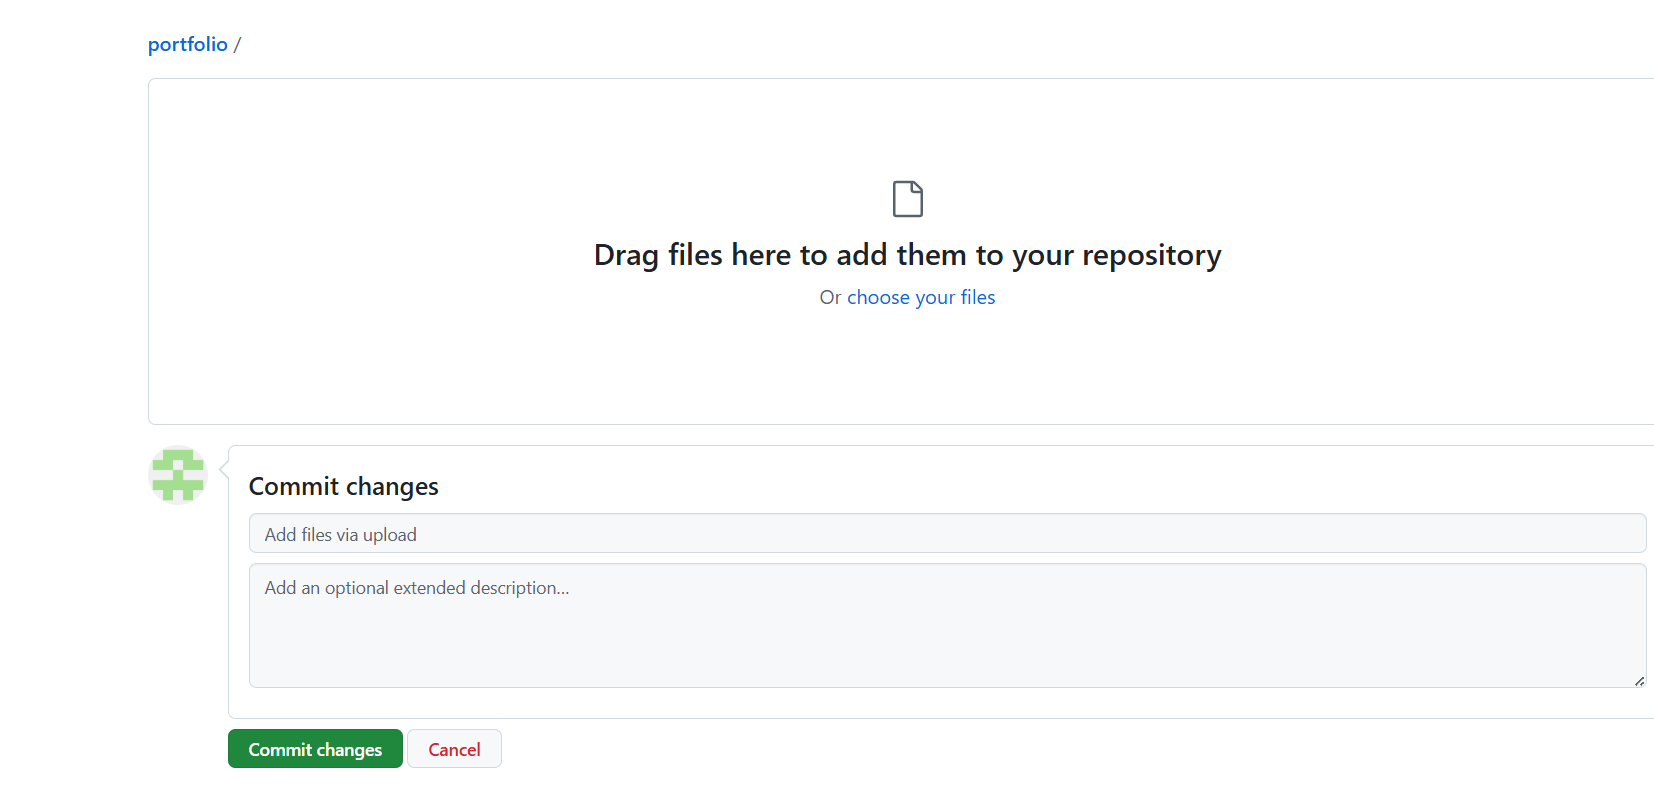 portfolio /
Drag files here to add them to your repository
Or choose your files
Commit changes
Add files via upload
Add an optional extended description...
Commit changes
Cancel